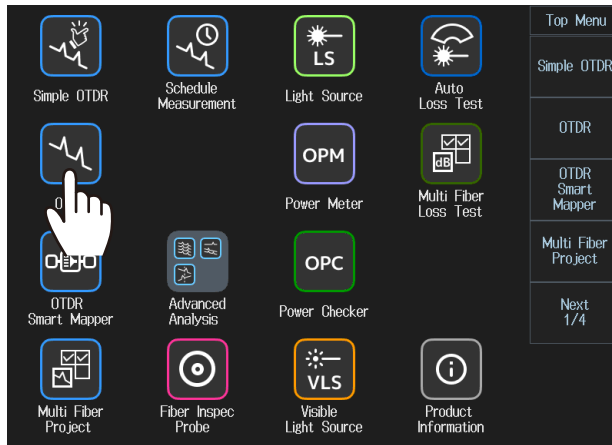 Top Menu
Simple OTDR
Schedule
Measurement
LS
Light Source
Auto
Loss Test
Simple OTDR
OTDR
O
OPM
Power Meter
dB
Multi Fiber
Loss Test
OTDR
Smart
Mapper
OTDR
Smart Mapper
Advanced
Analysis
OPC
Power Checker
Multi Fiber
Project
Next
1/4
Multi Fiber
Project
Fiber Inspec
Probe
VLS
Visible
Light Source
Product
Information